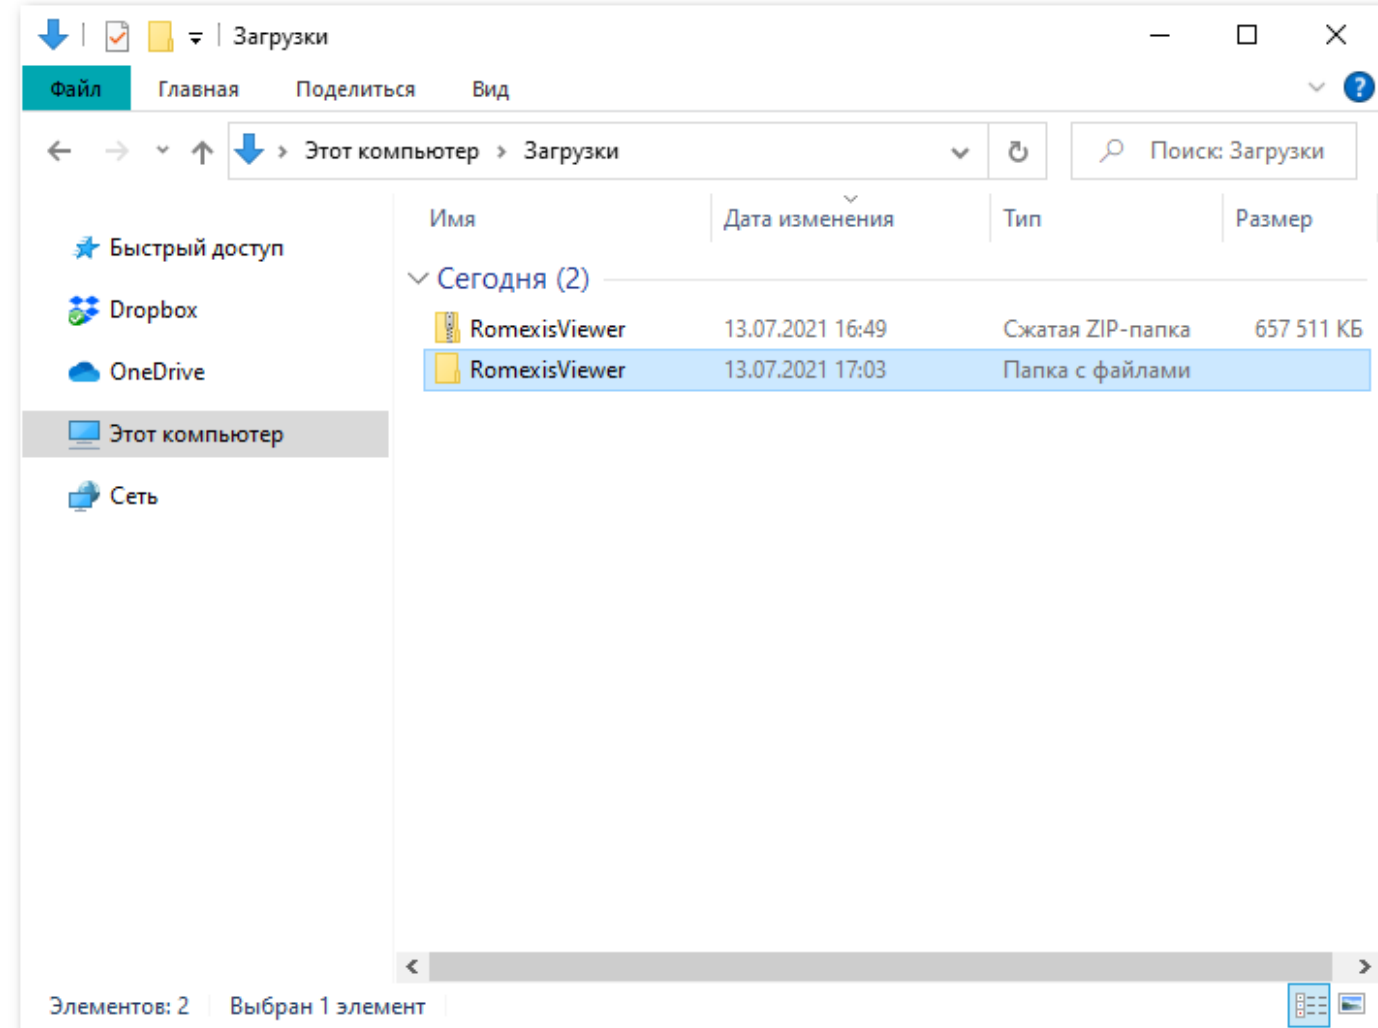 Загрузки
Файл Главная Поделиться Вид
Этот компьютер Загрузки Поиск: Загрузки
Имя Дата изменения Тип Размер
Быстрый доступ
Dropbox
OneDrive
Этот компьютер
Сеть
Сегодня (2)
RomexisViewer 13.07.2021 16:49 Сжатая ZIP-папка 657 511 КБ
RomexisViewer 13.07.2021 17:03 Папка с файлами
Элементов: 2 Выбран 1 элемент